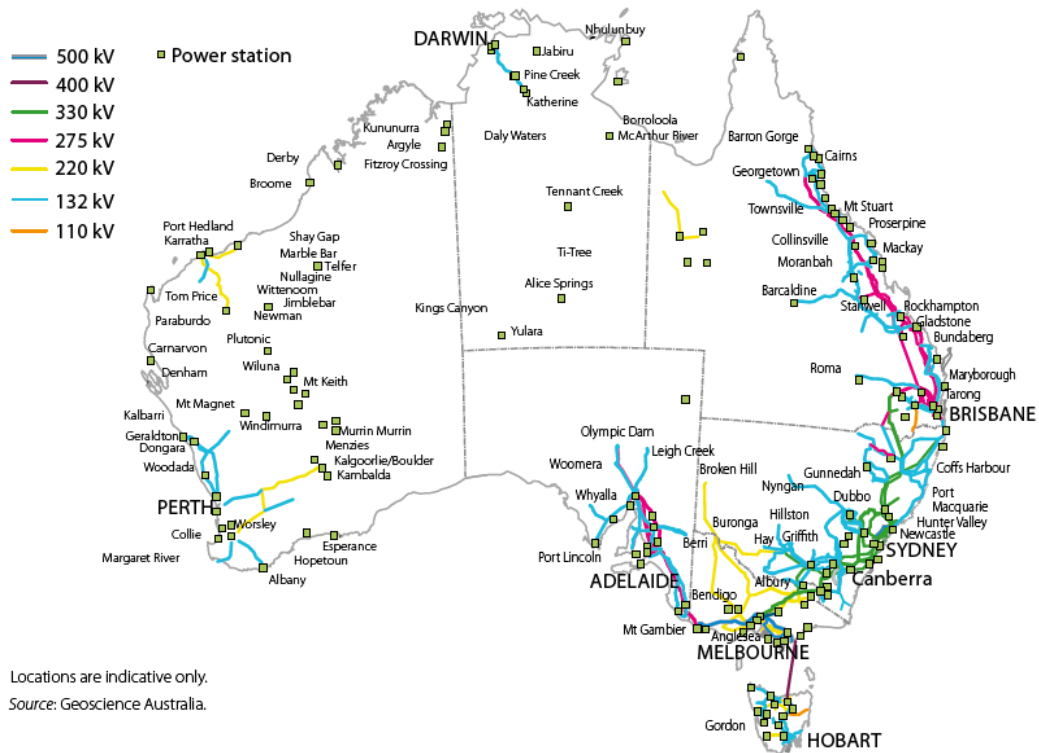 500 kV
400 kV
330 kV
275 kV
220 kV
132 kV
110 kV
Power station
DARWIN
Nhulunbuy
Jabiru
Pine Creek
Katherine
Daly Waters
Borroloola
McArthur River
Kununurra
Argyle
Fitzroy Crossing
Derby
Broome
Tennant Creek
Ti-Tree
Alice Springs
Kings Canyon
Yulara
Port Hedland
Karratha
Shay Gap
Marble Bar
Telfer
Nullagine
Wittenoom
Jimblebar
Newman
Tom Price
Paraburdo
Plutonic
Carnarvon
Denham
Wiluna
Mt Keith
Mt Magnet
Windimurra
Kalbarri
Geraldton
Dongara
Woodada
Murrin Murrin
Menzies
Kalgoorlie/Boulder
Kambalda
PERTH
Worsley
Collie
Margaret River
Albany
Hopetoun
Esperance
Barron Gorge
Cairns
Georgetown
Townsville
Mt Stuart
Proserpine
Collinsville
Mackay
Moranbah
Barcaldine
Stanwell
Rockhampton
Gladstone
Bundaberg
Roma
Maryborough
Tarong
BRISBANE
Olympic Dam
Leigh Creek
Woomera
Whyalla
Port Lincoln
ADELAIDE
Berri
Broken Hill
Buronga
Gunnedah
Nyngan
Coffs Harbour
Dubbo
Port
Macquarie
Hillston
Hunter Valley
Newcastle
Hay
Griffith
SYDNEY
Canberra
Albury
Bendigo
Mt Gambier
Anglesea
MELBOURNE
Gordon
HOBART
Locations are indicative only.
Source: Geoscience Australia.